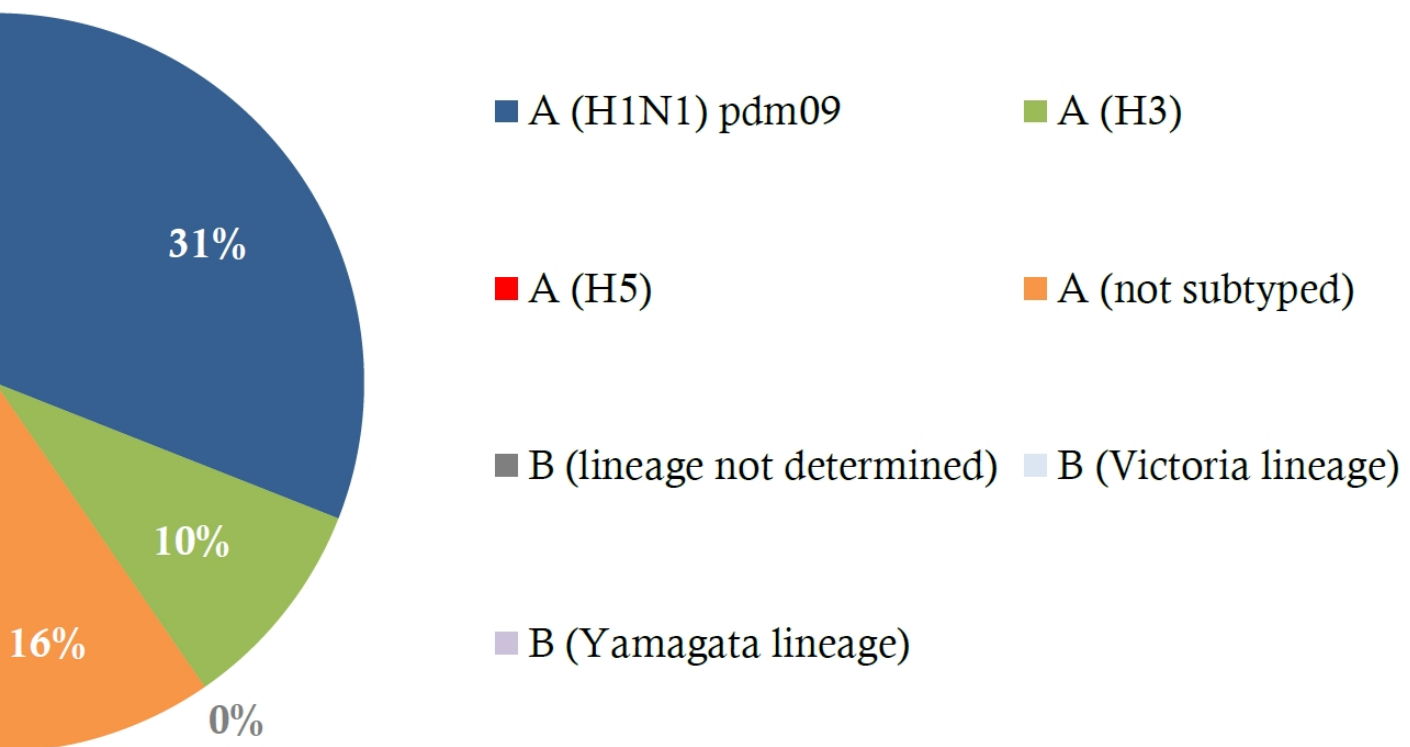 31%
10%
16%
0%
A (H1N1) pdm09
A (H3)
A (H5)
A (not subtyped)
B (lineage not determined)
B (Victoria lineage)
B (Yamagata lineage)